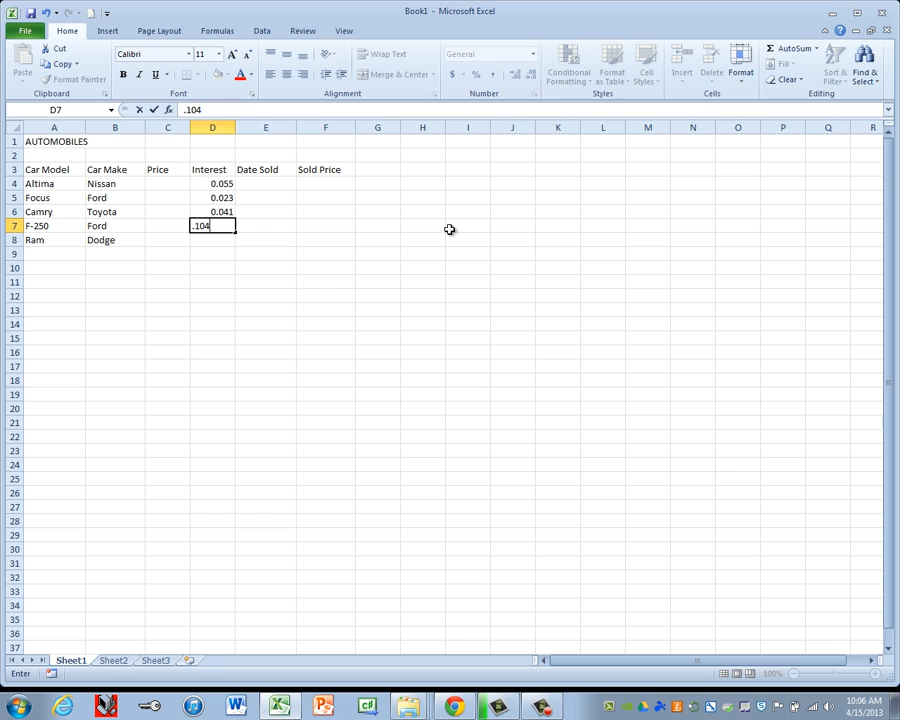 Book1 - Microsoft Excel
File Home Insert Page Layout Formulas Data Review View
Cut
Copy
Format Painter
Paste
Clipboard
Calibri 11
B I U
Font
Wrap Text
Merge & Center
Alignment
General
$ % ,
Number
Conditional Formatting
Format as Table
Cell Styles
Styles
Insert Delete Format
Cells
AutoSum
Fill
Clear
Sort & Filter
Find & Select
Editing
D7 fx .104
A B C D E F G H I J K L M N O P Q R
1 AUTOMOBILES
2
3 Car Model Car Make Price Interest Date Sold Sold Price
4 Altima Nissan 0.055
5 Focus Ford 0.023
6 Camry Toyota 0.041
7 F-250 Ford .104
8 Ram Dodge
9
10
11
12
13
14
15
16
17
18
19
20
21
22
23
24
25
26
27
28
29
30
31
32
33
34
35
36
37
Sheet1 Sheet2 Sheet3
Enter 100%
10:06 AM
4/15/2013